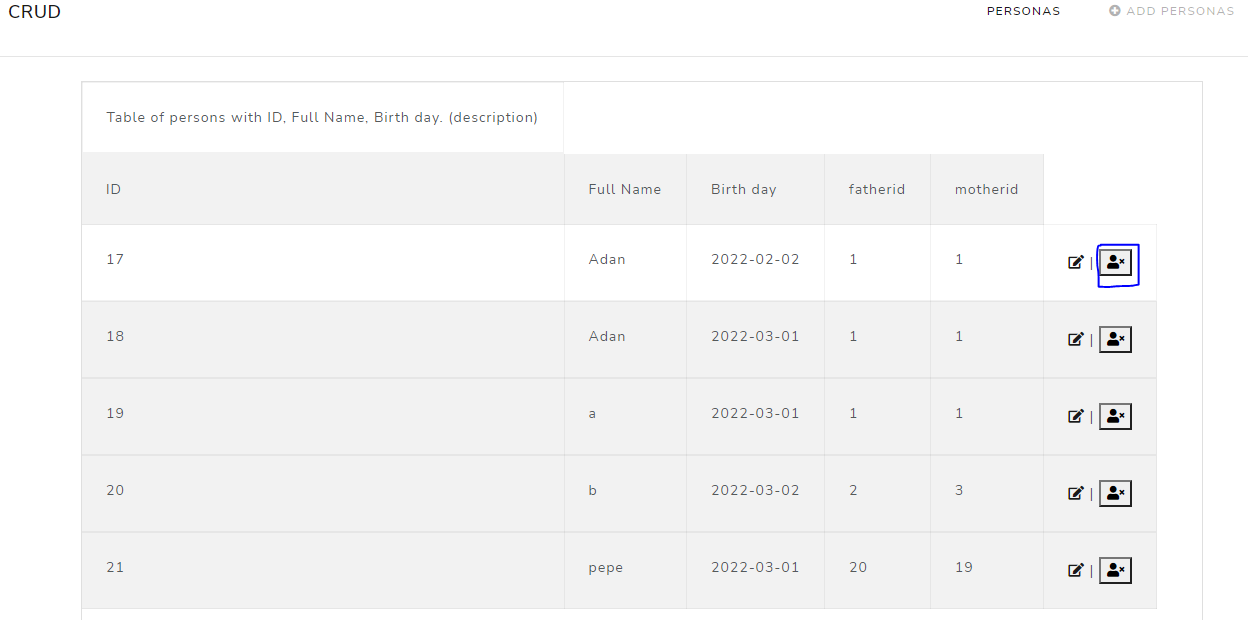 CRUD PERSONAS ADD PERSONAS
Table of persons with ID, Full Name, Birth day. (description)
ID Full Name Birth day fatherid motherid
17 Adan 2022-02-02 1 1 |
18 Adan 2022-03-01 1 1 |
19 a 2022-03-01 1 1 |
20 b 2022-03-02 2 3 |
21 pepe 2022-03-01 20 19 |